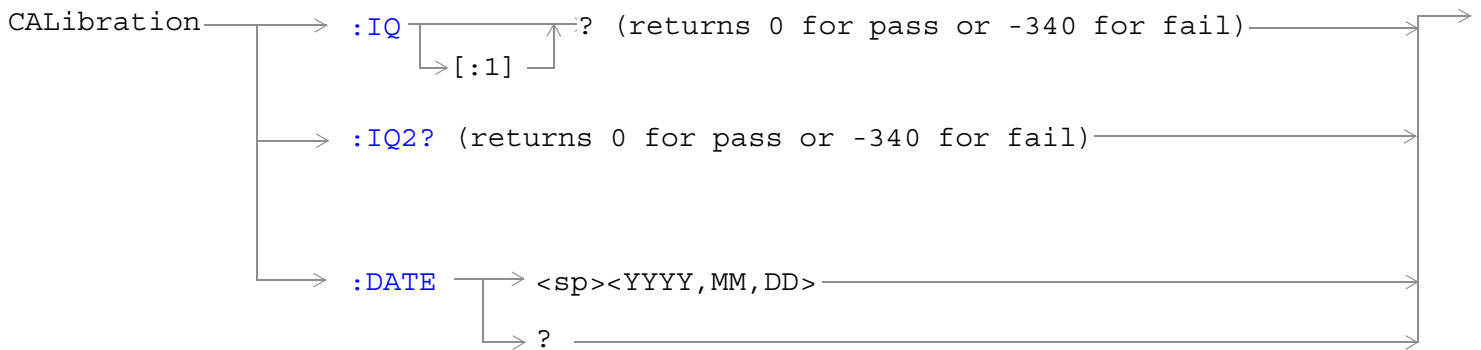 CALibration :IQ ? (returns 0 for pass or -340 for fail)
[:1]
:IQ2? (returns 0 for pass or -340 for fail)
:DATE <sp><YYYY,MM,DD>
?